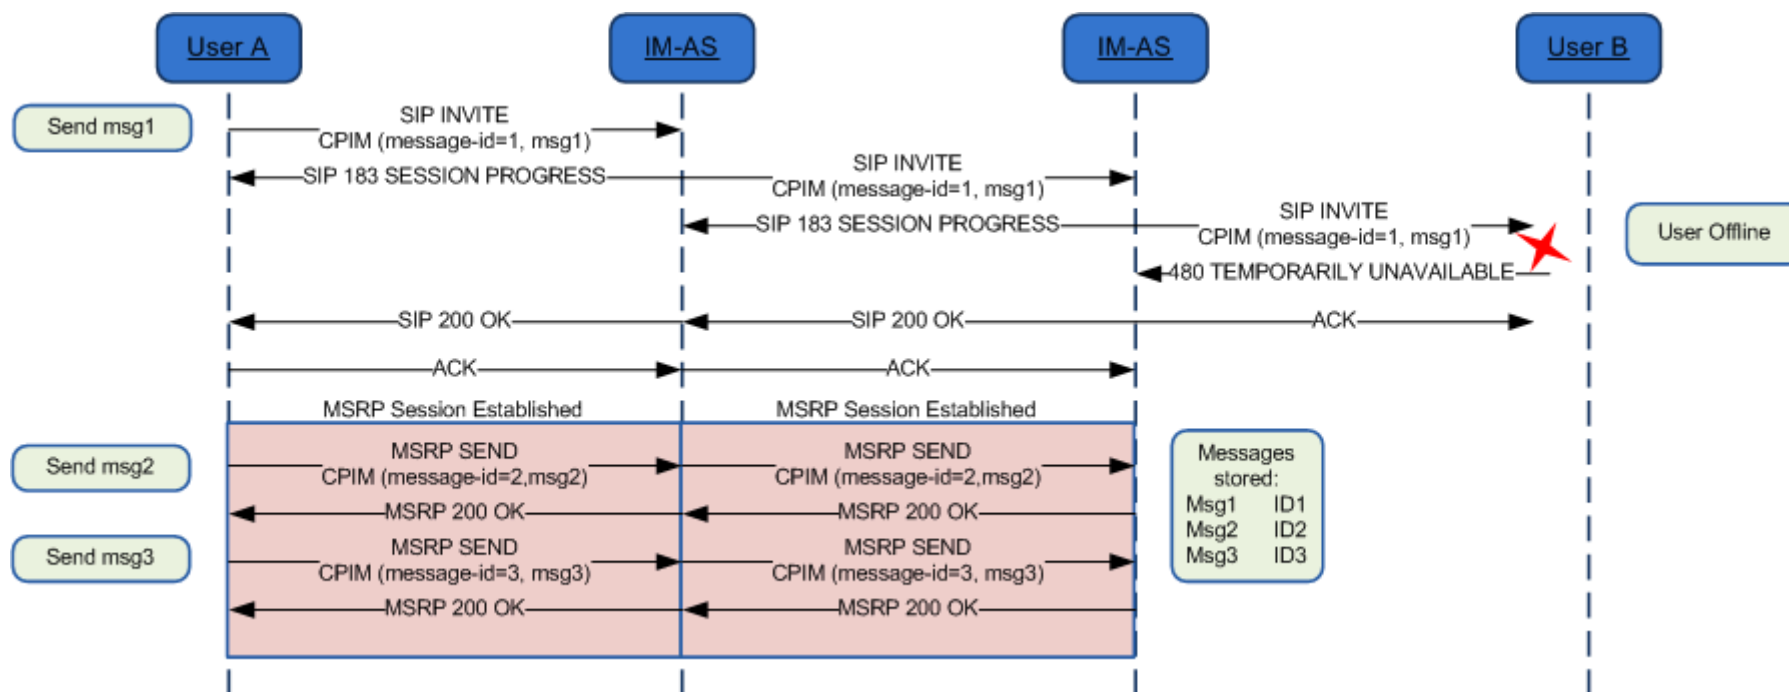 User A
IM-AS
IM-AS
User B
Send msg1
SIP INVITE
CPIM (message-id=1, msg1)
SIP 183 SESSION PROGRESS
SIP INVITE
CPIM (message-id=1, msg1)
SIP 183 SESSION PROGRESS
SIP INVITE
CPIM (message-id=1, msg1)
User Offline
480 TEMPORARILY UNAVAILABLE
SIP 200 OK
SIP 200 OK
ACK
ACK
ACK
MSRP Session Established
MSRP Session Established
Send msg2
MSRP SEND
CPIM (message-id=2,msg2)
MSRP SEND
CPIM (message-id=2,msg2)
MSRP 200 OK
MSRP 200 OK
Send msg3
MSRP SEND
CPIM (message-id=3, msg3)
MSRP SEND
CPIM (message-id=3, msg3)
MSRP 200 OK
MSRP 200 OK
Messages
stored:
Msg1 ID1
Msg2 ID2
Msg3 ID3